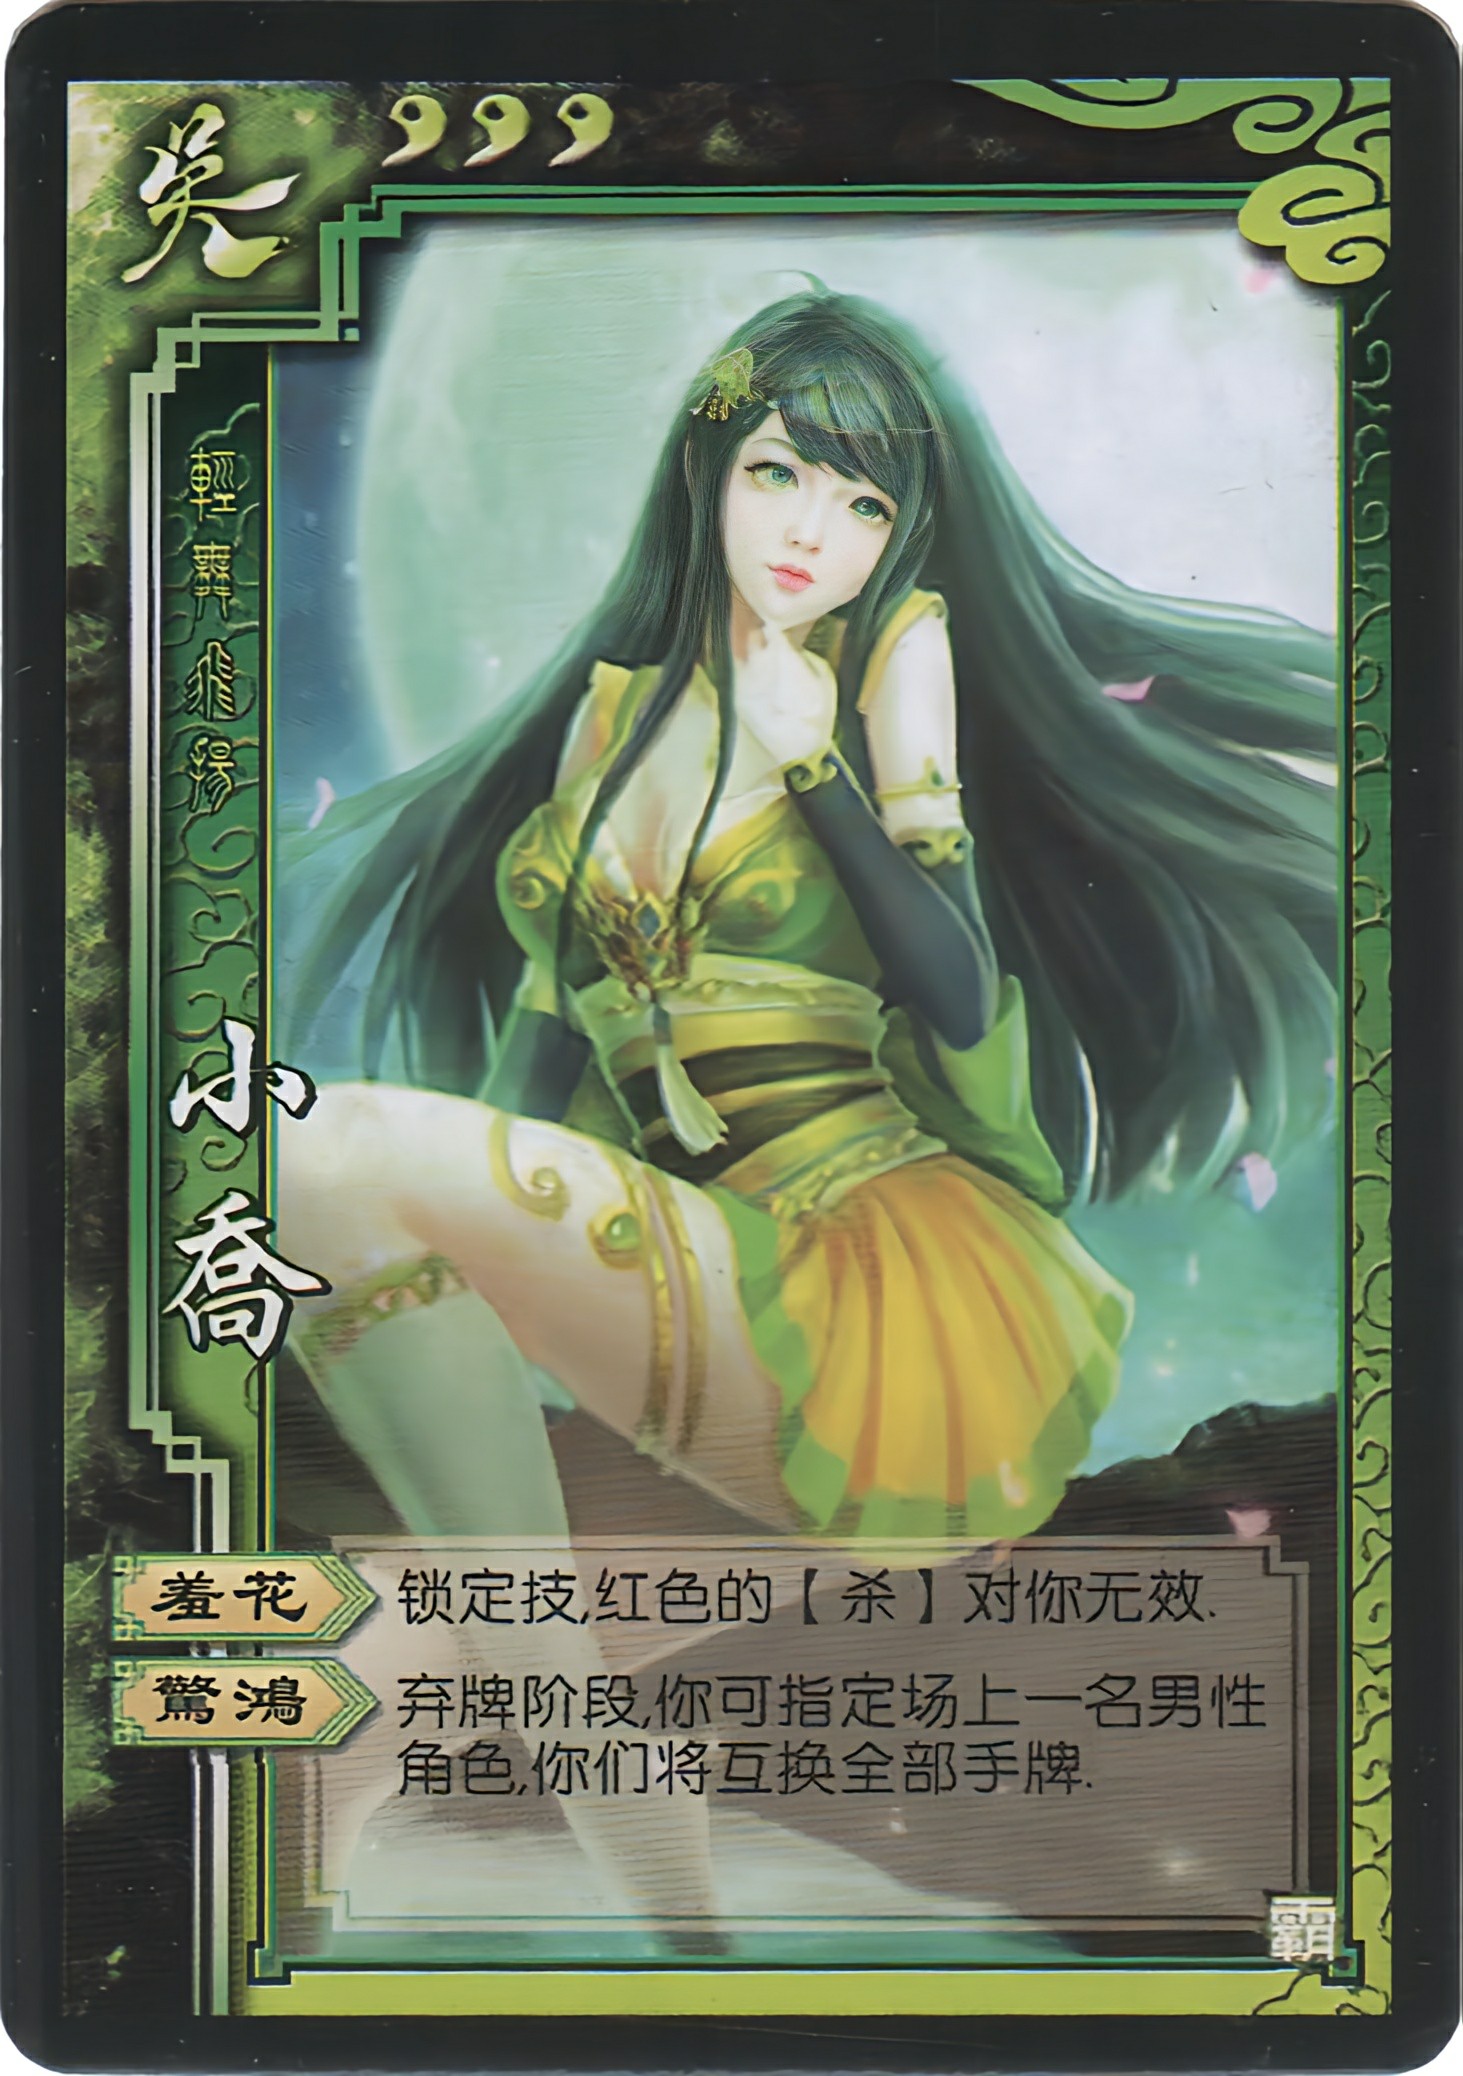 吳
輕
舞
飛
揚
小
喬
羞花
锁定技,红色的【杀】对你无效.
驚鴻
弃牌阶段,你可指定场上一名男性
角色,你们将互换全部手牌.
霸